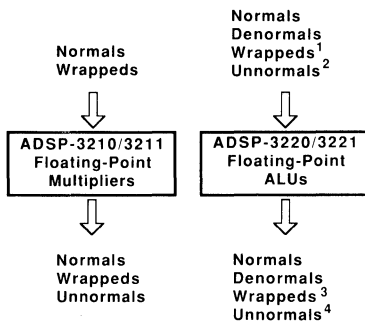 Normals
Wrappeds
ADSP-3210/3211
Floating-Point
Multipliers
Normals
Wrappeds
Unnormals
Normals
Denormals
Wrappeds¹
Unnormals²
ADSP-3220/3221
Floating-Point
ALUs
Normals
Denormals
Wrappeds³
Unnormals⁴